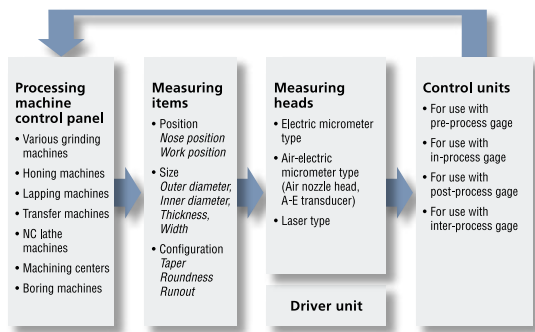 Processing
machine
control panel
• Various grinding
machines
• Honing machines
• Lapping machines
• Transfer machines
• NC lathe
machines
• Machining centers
• Boring machines
Measuring
items
• Position
Nose position
Work position
• Size
Outer diameter,
Inner diameter,
Thickness,
Width
• Configuration
Taper
Roundness
Runout
Measuring
heads
• Electric micrometer
type
• Air-electric
micrometer type
(Air nozzle head,
A-E transducer)
• Laser type
Driver unit
Control units
• For use with
pre-process gage
• For use with
in-process gage
• For use with
post-process gage
• For use with
inter-process gage